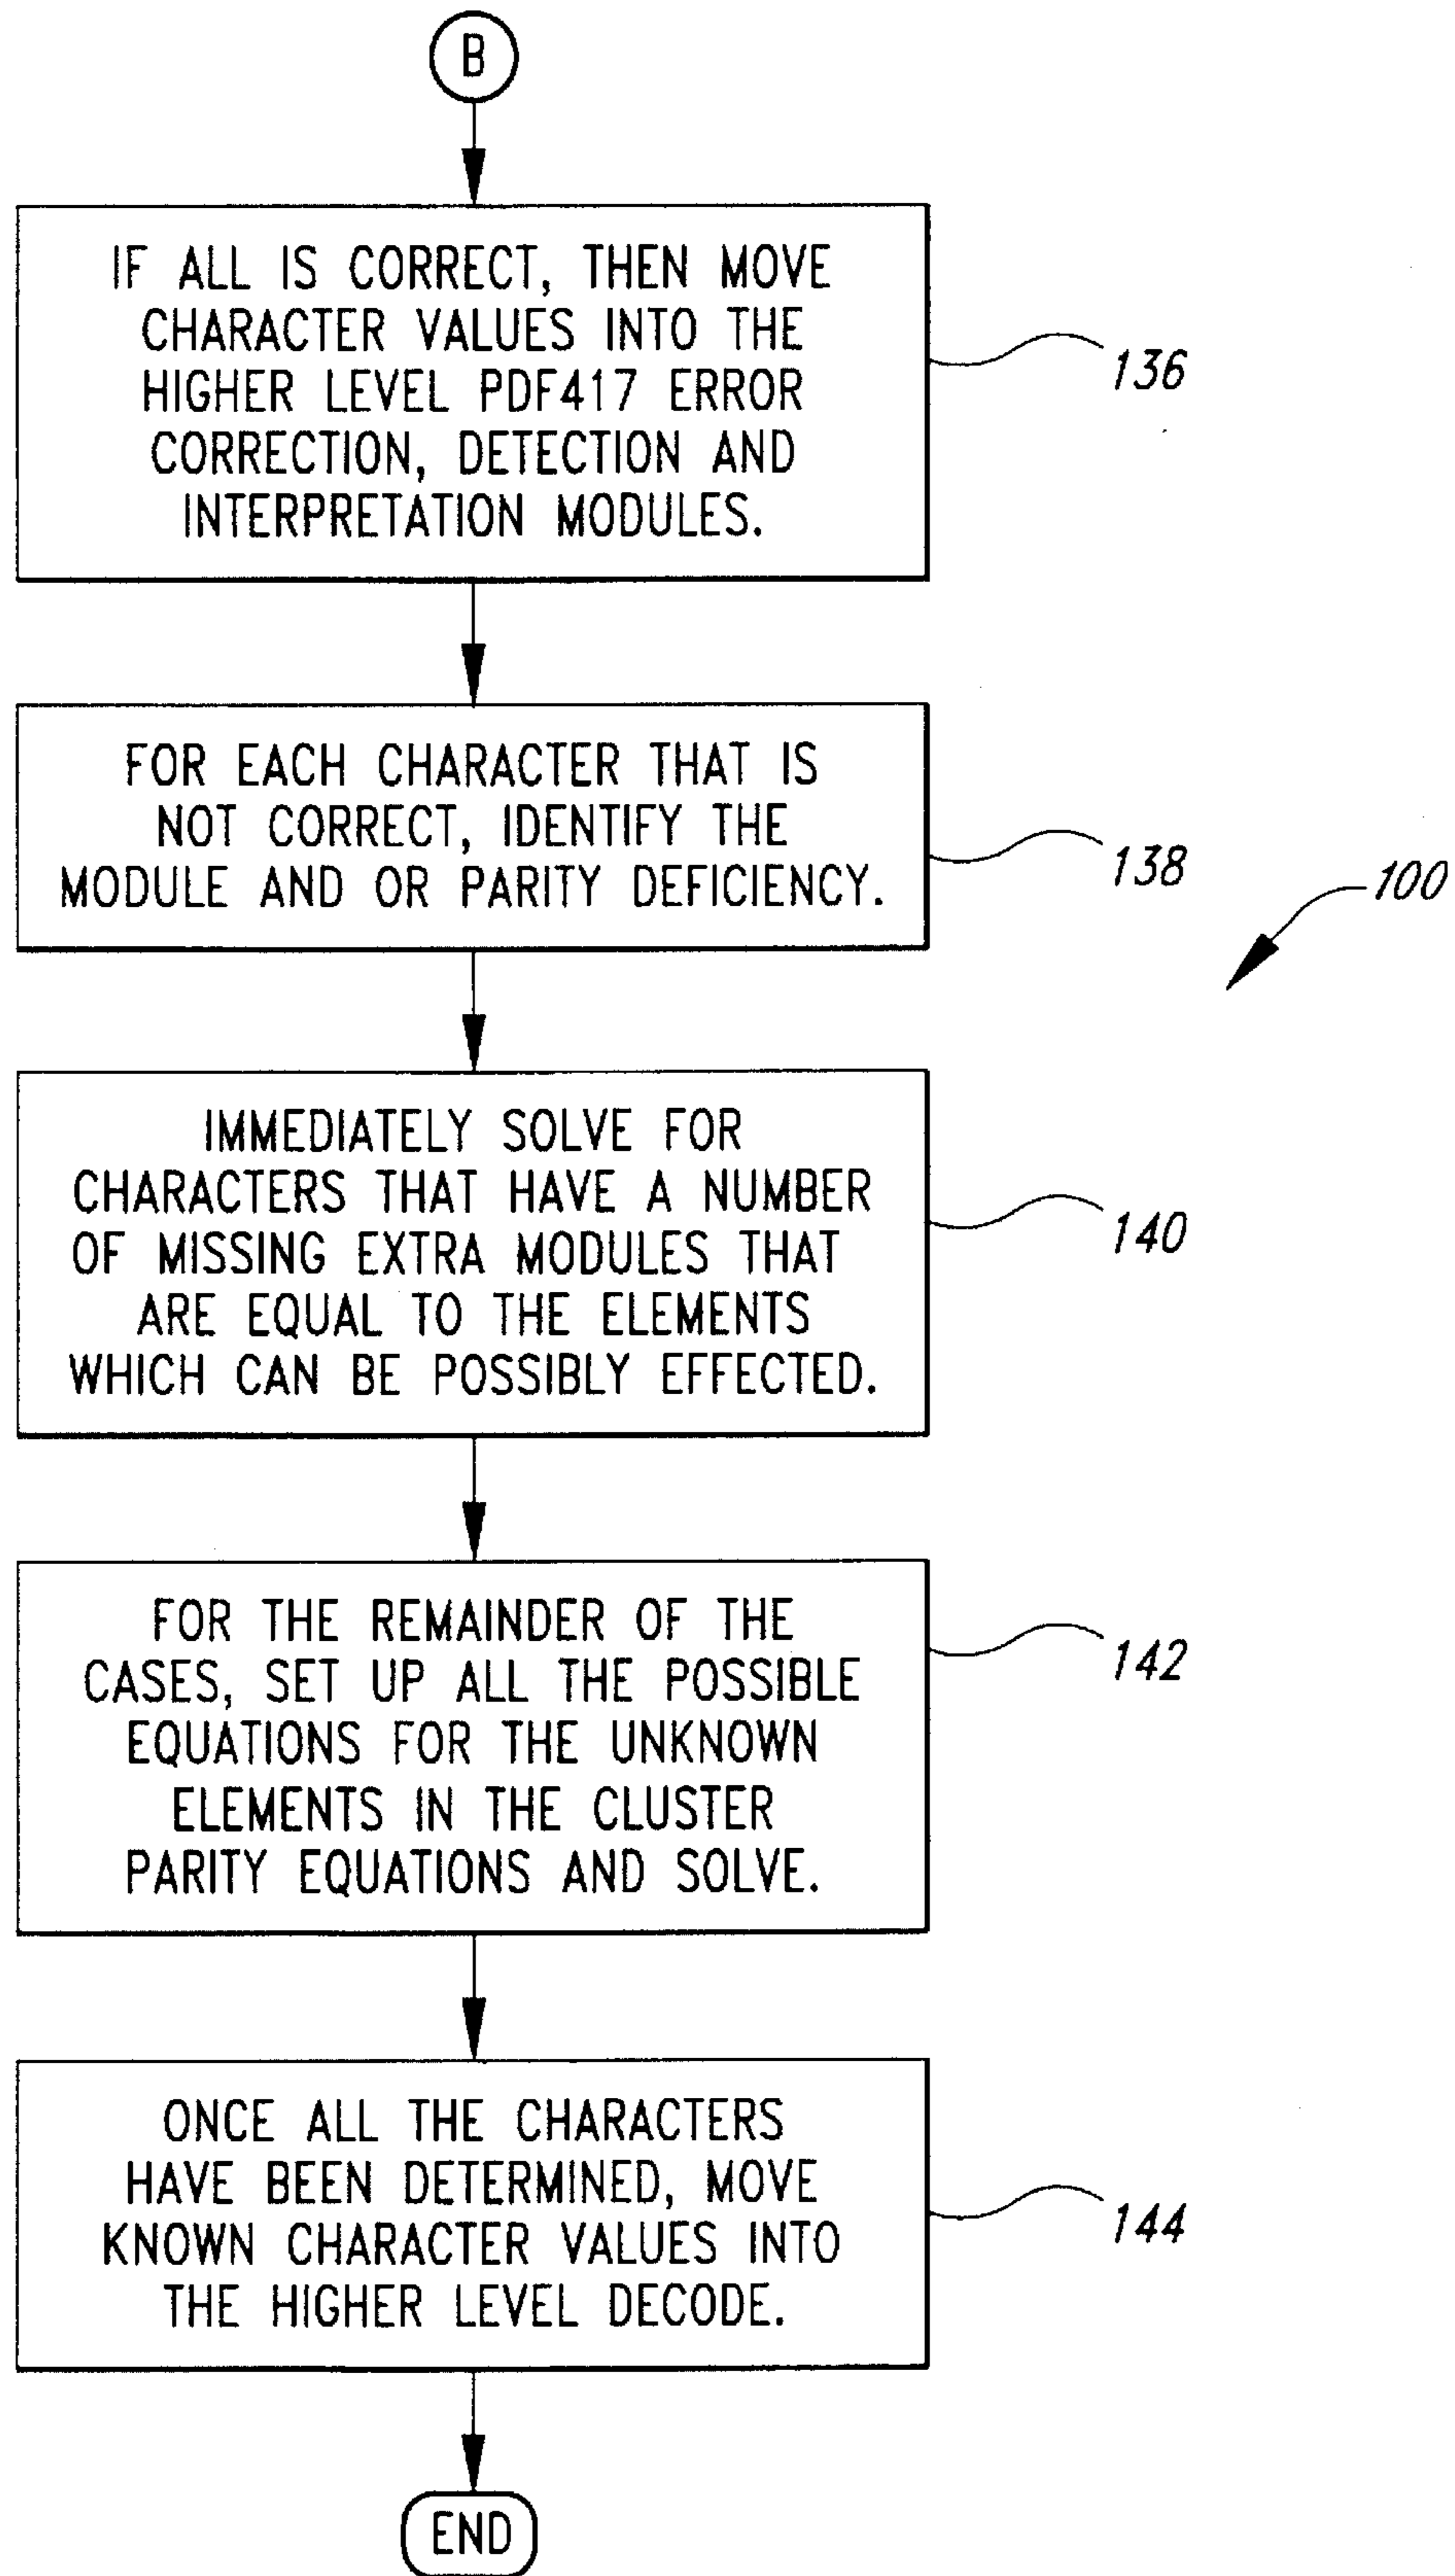 B
IF ALL IS CORRECT, THEN MOVE
CHARACTER VALUES INTO THE
HIGHER LEVEL PDF417 ERROR
CORRECTION, DETECTION AND
INTERPRETATION MODULES.
136
FOR EACH CHARACTER THAT IS
NOT CORRECT, IDENTIFY THE
MODULE AND OR PARITY DEFICIENCY.
138
100
IMMEDIATELY SOLVE FOR
CHARACTERS THAT HAVE A NUMBER
OF MISSING EXTRA MODULES THAT
ARE EQUAL TO THE ELEMENTS
WHICH CAN BE POSSIBLY EFFECTED.
140
FOR THE REMAINDER OF THE
CASES, SET UP ALL THE POSSIBLE
EQUATIONS FOR THE UNKNOWN
ELEMENTS IN THE CLUSTER
PARITY EQUATIONS AND SOLVE.
142
ONCE ALL THE CHARACTERS
HAVE BEEN DETERMINED, MOVE
KNOWN CHARACTER VALUES INTO
THE HIGHER LEVEL DECODE.
144
END